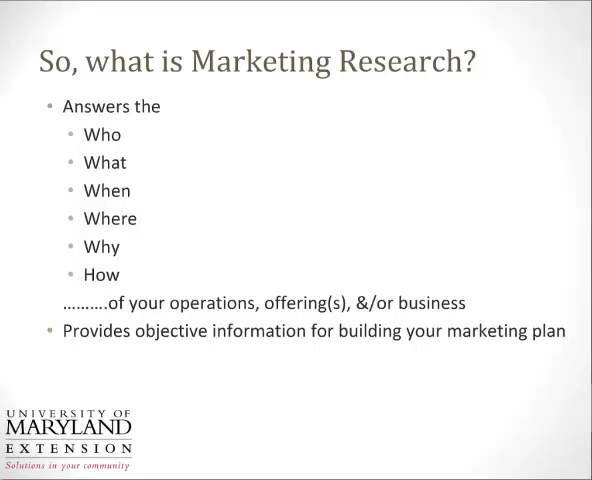 So, what is Marketing Research?
• Answers the
• Who
• What
• When
• Where
• Why
• How
……….of your operations, offering(s), &/or business
• Provides objective information for building your marketing plan
UNIVERSITY OF
MARYLAND
EXTENSION
Solutions in your community